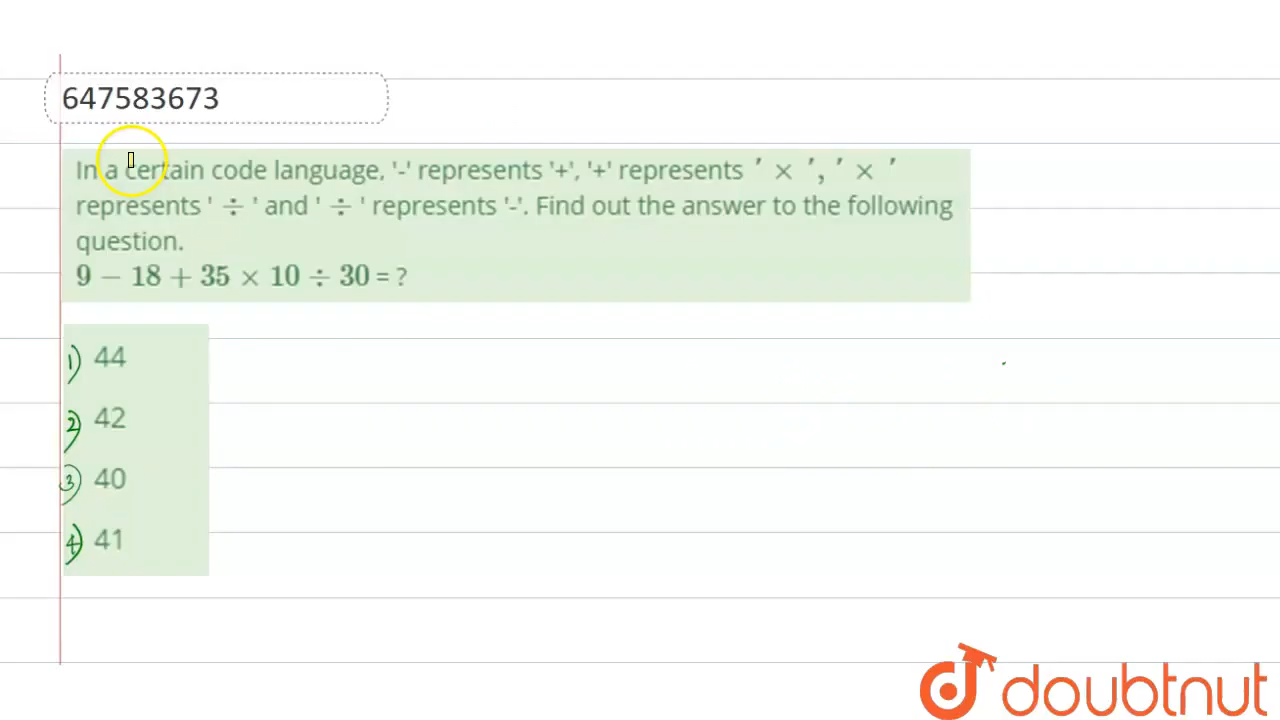 647583673
In a certain code language, '-' represents '+', '+' represents ′ × ′, ′ × ′
represents ' ÷ ' and ' ÷ ' represents '-'. Find out the answer to the following
question.
9 − 18 + 35 × 10 ÷ 30 = ?
1) 44
2) 42
3) 40
4) 41
doubtnut